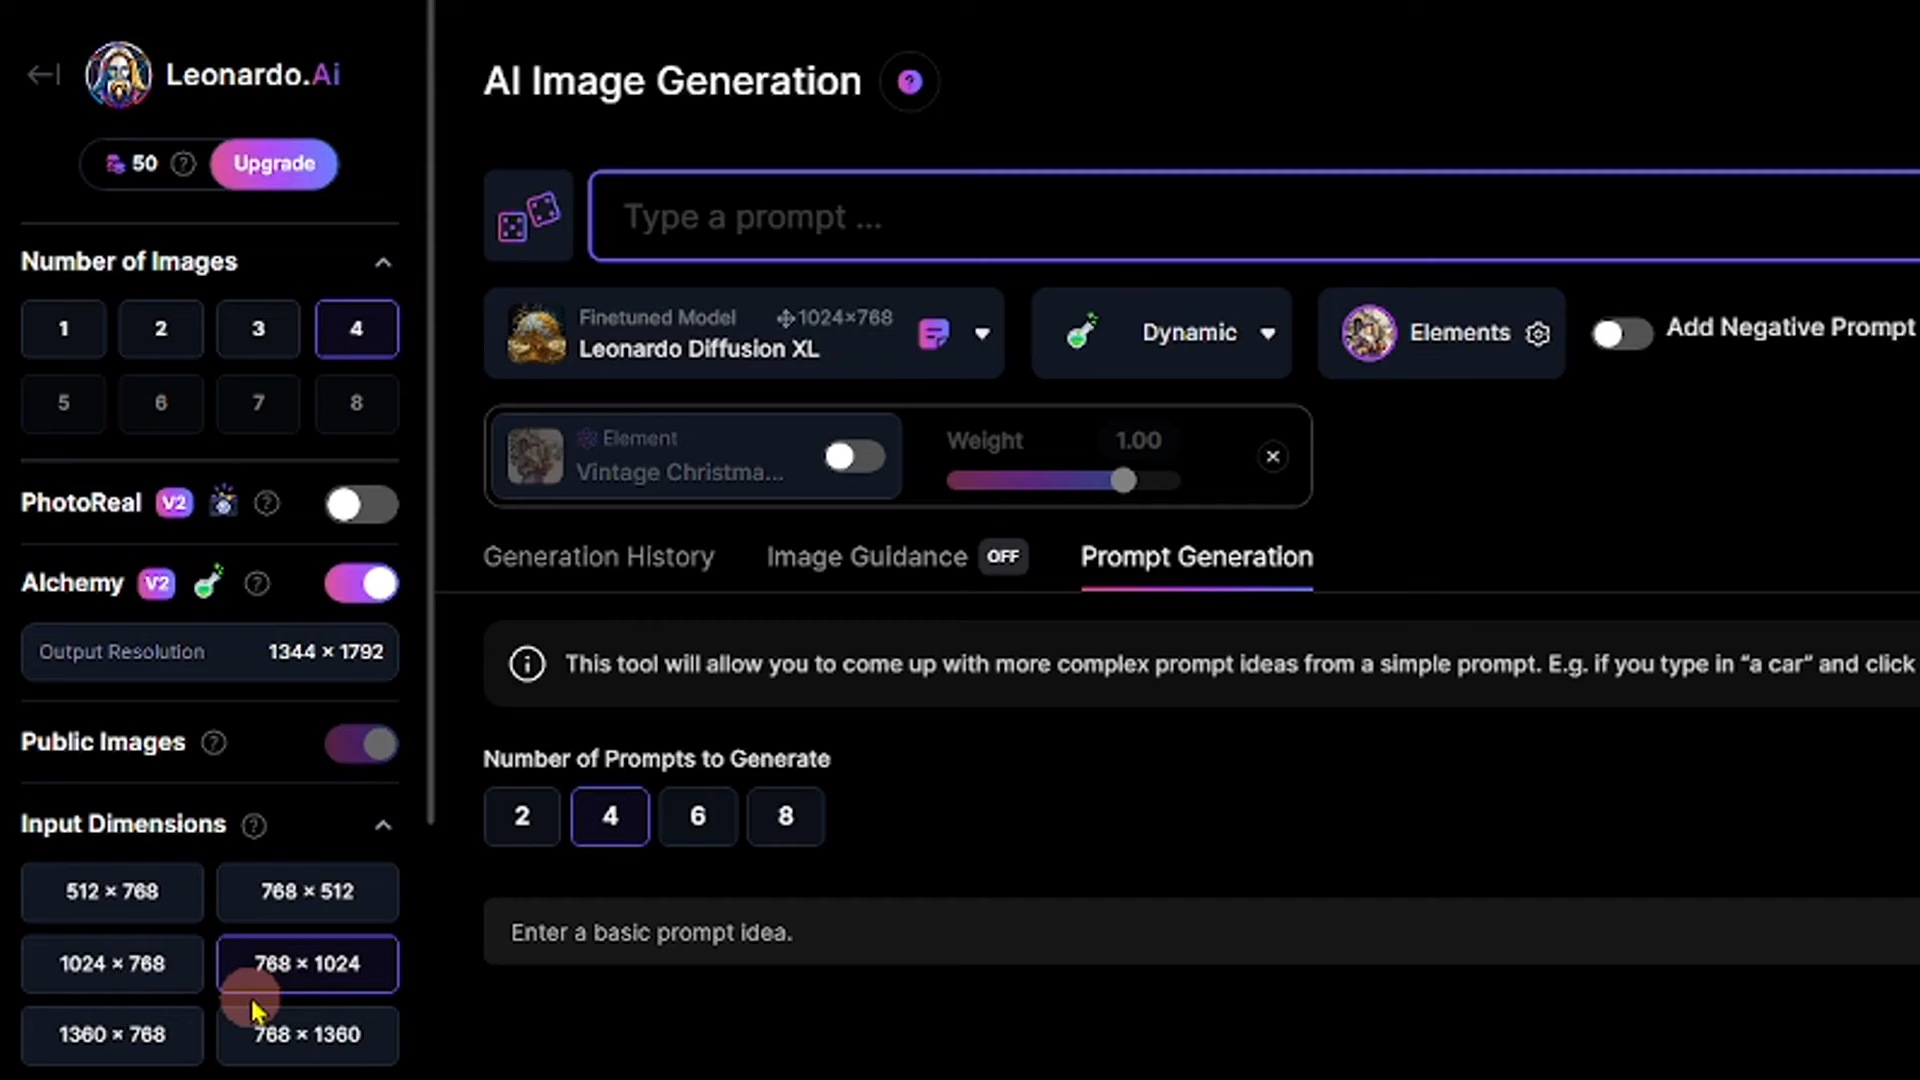 Leonardo.Ai
50 ? Upgrade
Number of Images
1 2 3 4
5 6 7 8
PhotoReal V2 ?
Alchemy V2 ?
Output Resolution 1344 × 1792
Public Images ?
Input Dimensions ?
512 × 768 768 × 512
1024 × 768 768 × 1024
1360 × 768 768 × 1360
AI Image Generation ?
Type a prompt ...
Finetuned Model 1024×768
Leonardo Diffusion XL
Dynamic
Elements
Add Negative Prompt
Element
Vintage Christma...
Weight 1.00
Generation History Image Guidance OFF Prompt Generation
This tool will allow you to come up with more complex prompt ideas from a simple prompt. E.g. if you type in “a car” and click
Number of Prompts to Generate
2 4 6 8
Enter a basic prompt idea.